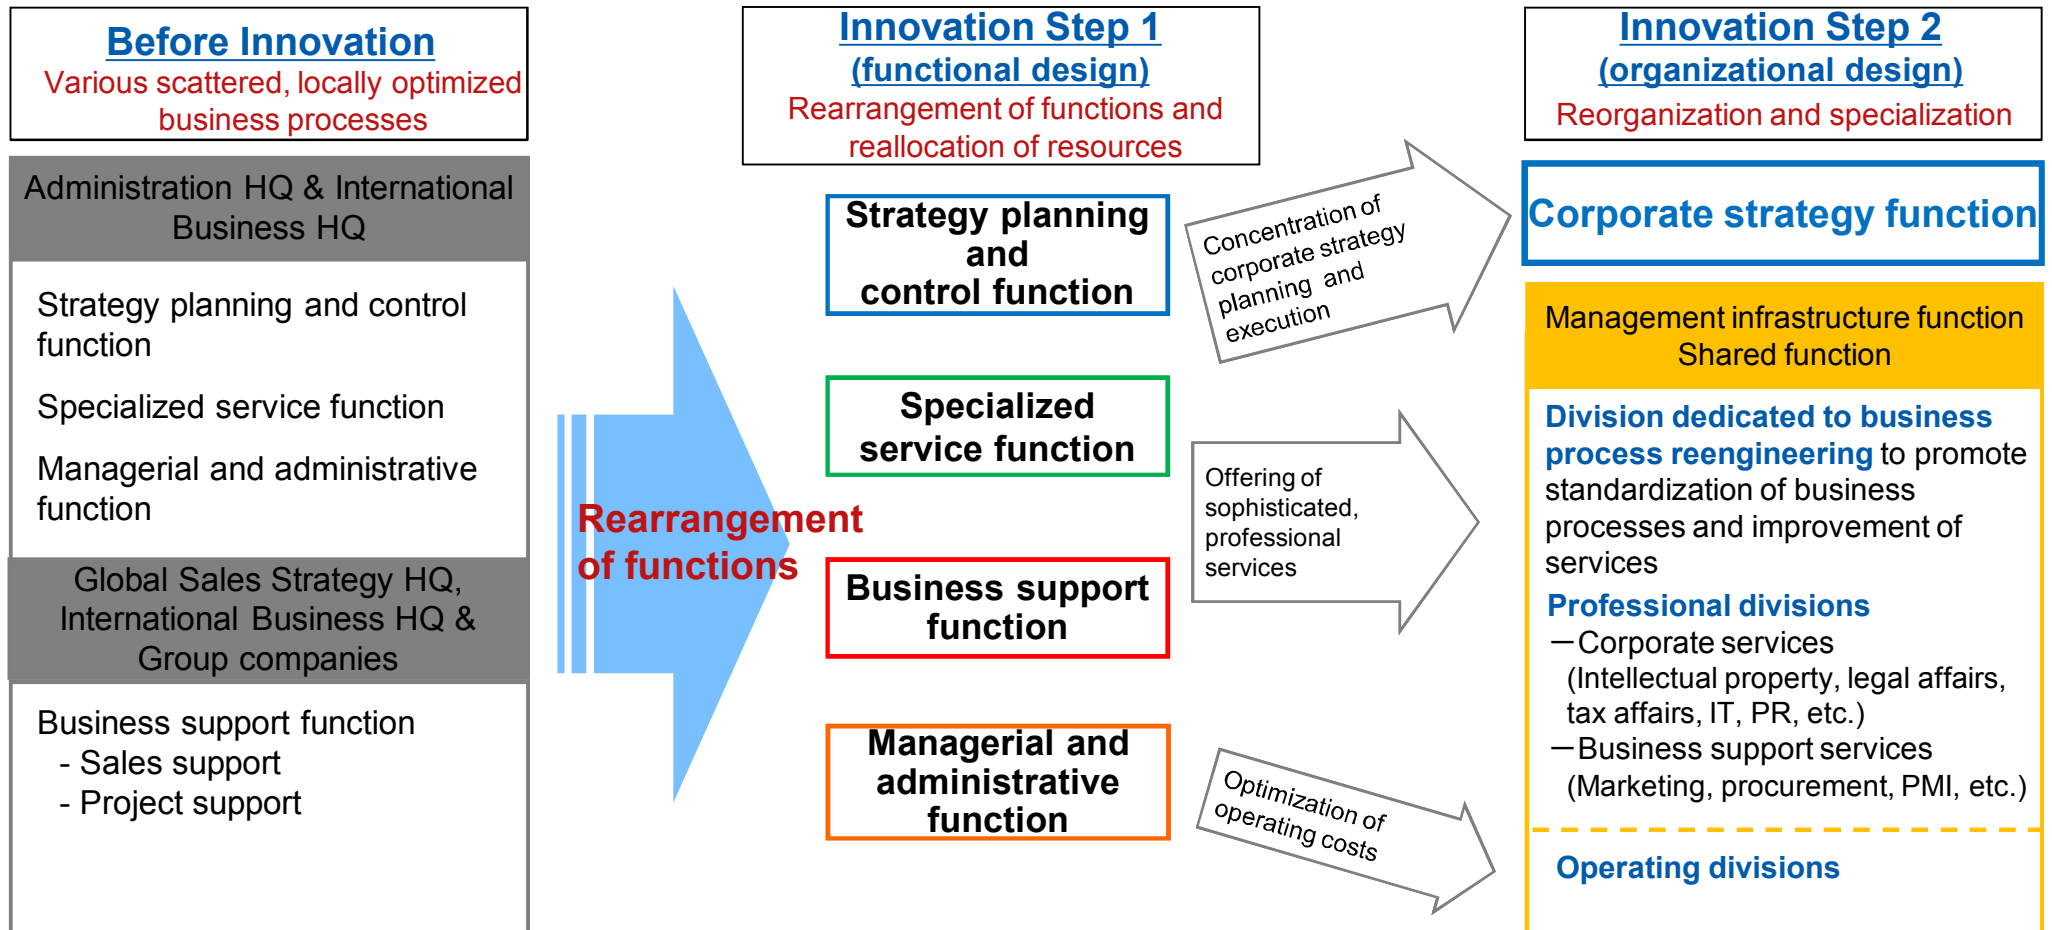 Before Innovation
Various scattered, locally optimized
business processes
Administration HQ & International
Business HQ
Strategy planning and control
function
Specialized service function
Managerial and administrative
function
Global Sales Strategy HQ,
International Business HQ &
Group companies
Business support function
- Sales support
- Project support
Rearrangement
of functions
Innovation Step 1
(functional design)
Rearrangement of functions and
reallocation of resources
Strategy planning
and
control function
Specialized
service function
Business support
function
Managerial and
administrative
function
Concentration of
corporate strategy
planning and
execution
Offering of
sophisticated,
professional
services
Optimization of
operating costs
Innovation Step 2
(organizational design)
Reorganization and specialization
Corporate strategy function
Management infrastructure function
Shared function
Division dedicated to business
process reengineering to promote
standardization of business
processes and improvement of
services
Professional divisions
—Corporate services
(Intellectual property, legal affairs,
tax affairs, IT, PR, etc.)
—Business support services
(Marketing, procurement, PMI, etc.)
Operating divisions